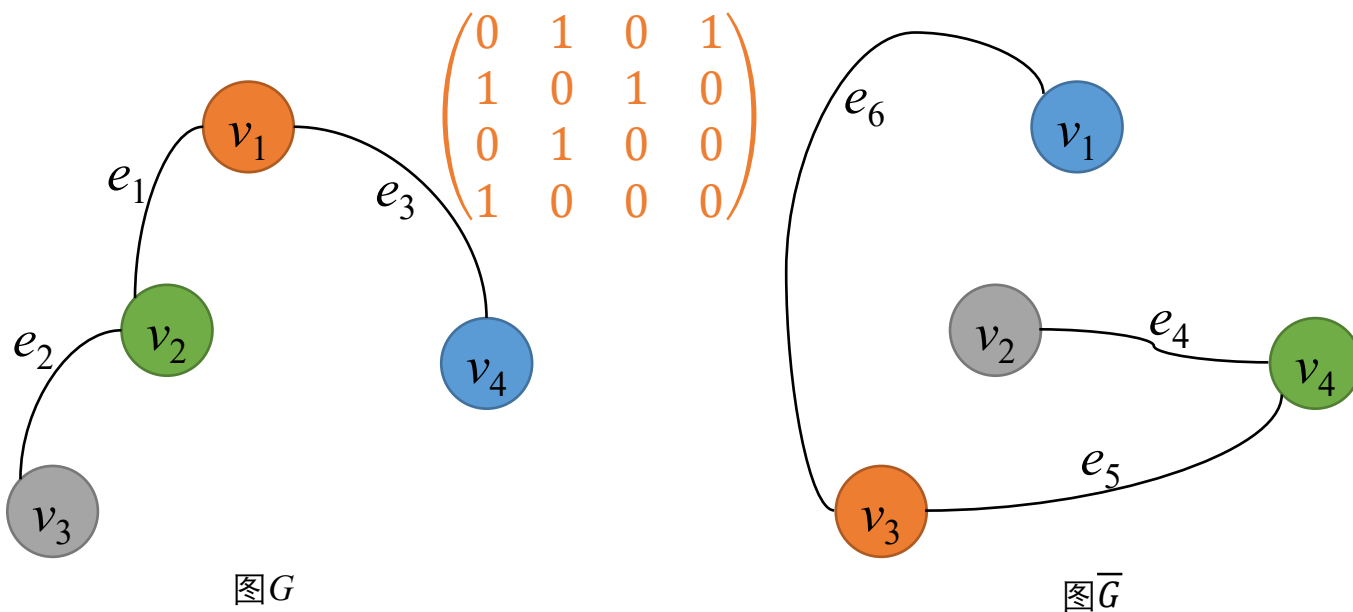 0 1 0 1
1 0 1 0
0 1 0 0
1 0 0 0
v₁
e₁
e₃
v₂
e₂
v₄
v₃
图G
e₆
v₁
v₂
e₄
v₄
e₅
v₃
图G̅